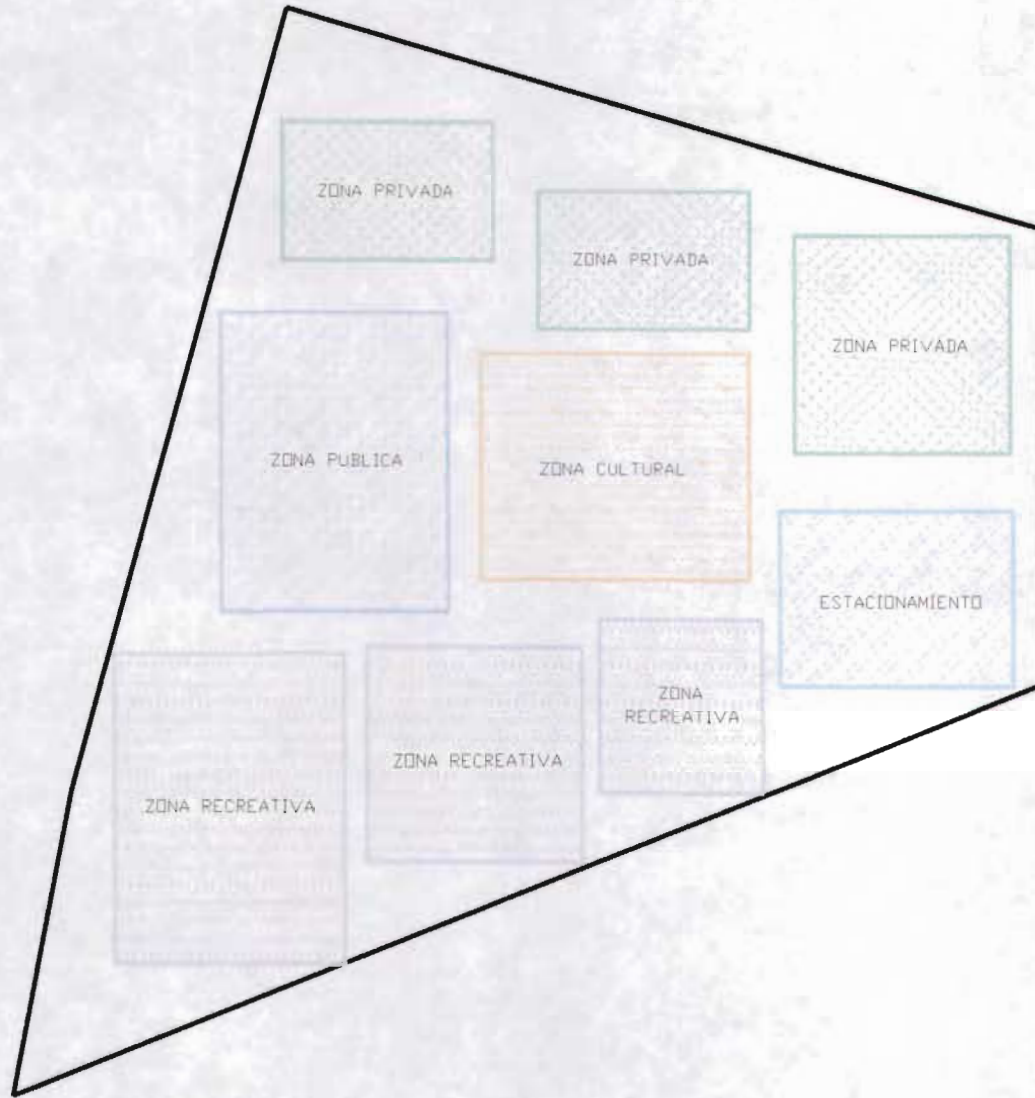 ZONA PRIVADA
ZONA PRIVADA
ZONA PRIVADA
ZONA PUBLICA
ZONA CULTURAL
ESTACIONAMIENTO
ZONA
RECREATIVA
ZONA RECREATIVA
ZONA RECREATIVA